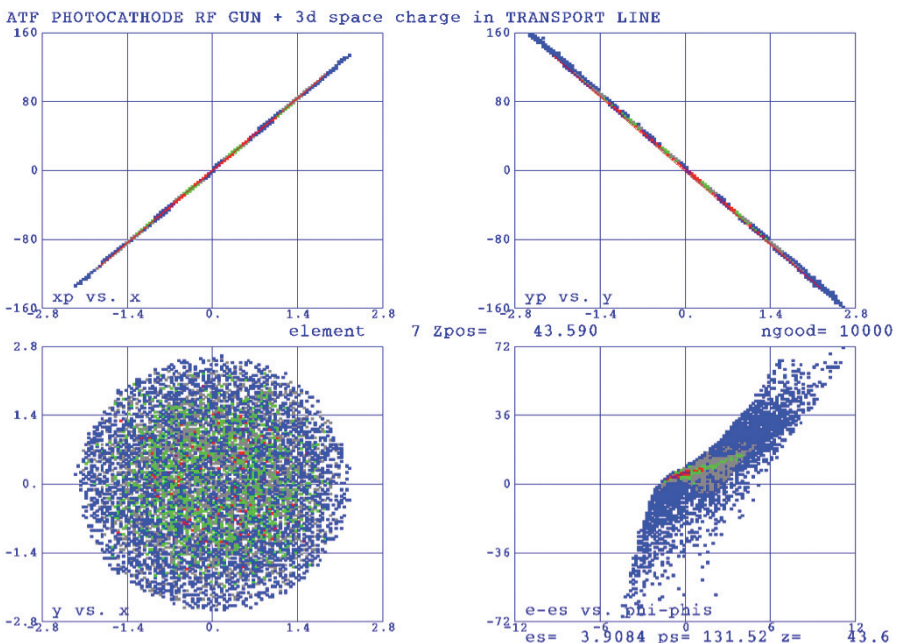 ATF PHOTOCATHODE RF GUN + 3d space charge in TRANSPORT LINE
160
80
0
-80
-160
xp vs. x
-2.8 -1.4 0. 1.4 2.8
160
80
0
-80
-160
yp vs. y
-2.8 -1.4 0. 1.4 2.8
element 7 Zpos= 43.590 ngood= 10000
2.8
1.4
0.
-1.4
-2.8
y vs. x
-2.8 -1.4 0. 1.4 2.8
72
36
0
-36
-72
e-es vs. phi-phis
-12 -6 0 6 12
es= 3.9084 ps= 131.52 z= 43.6